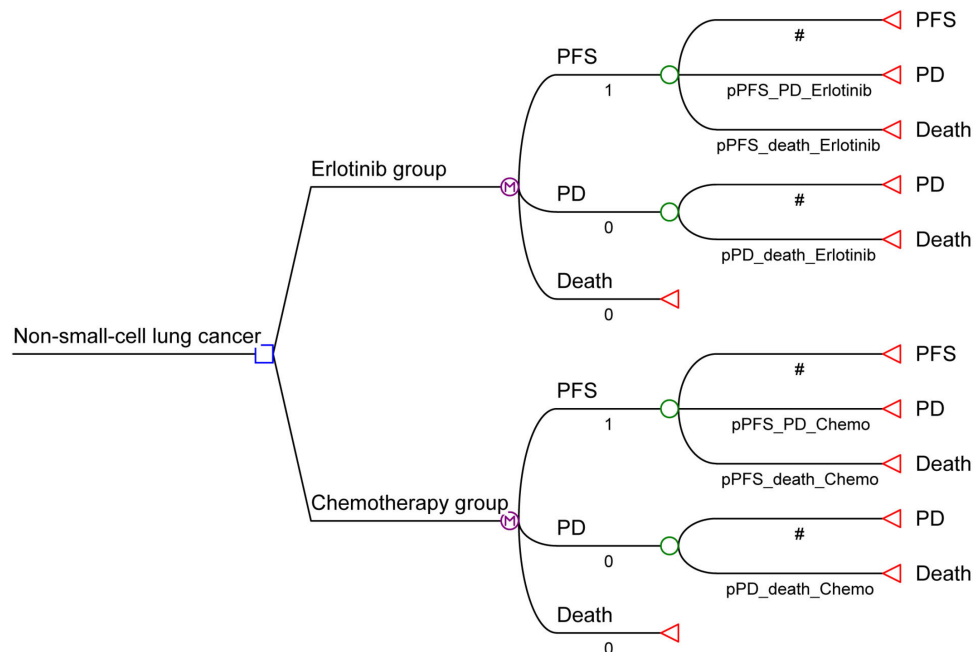 PFS
#
PFS
1
PD
pPFS_PD_Erlotinib
Death
pPFS_death_Erlotinib
Erlotinib group
M
PD
#
PD
0
Death
pPD_death_Erlotinib
Death
0
Non-small-cell lung cancer
PFS
#
PFS
1
PD
pPFS_PD_Chemo
Death
pPFS_death_Chemo
Chemotherapy group
M
PD
#
PD
0
Death
pPD_death_Chemo
Death
0